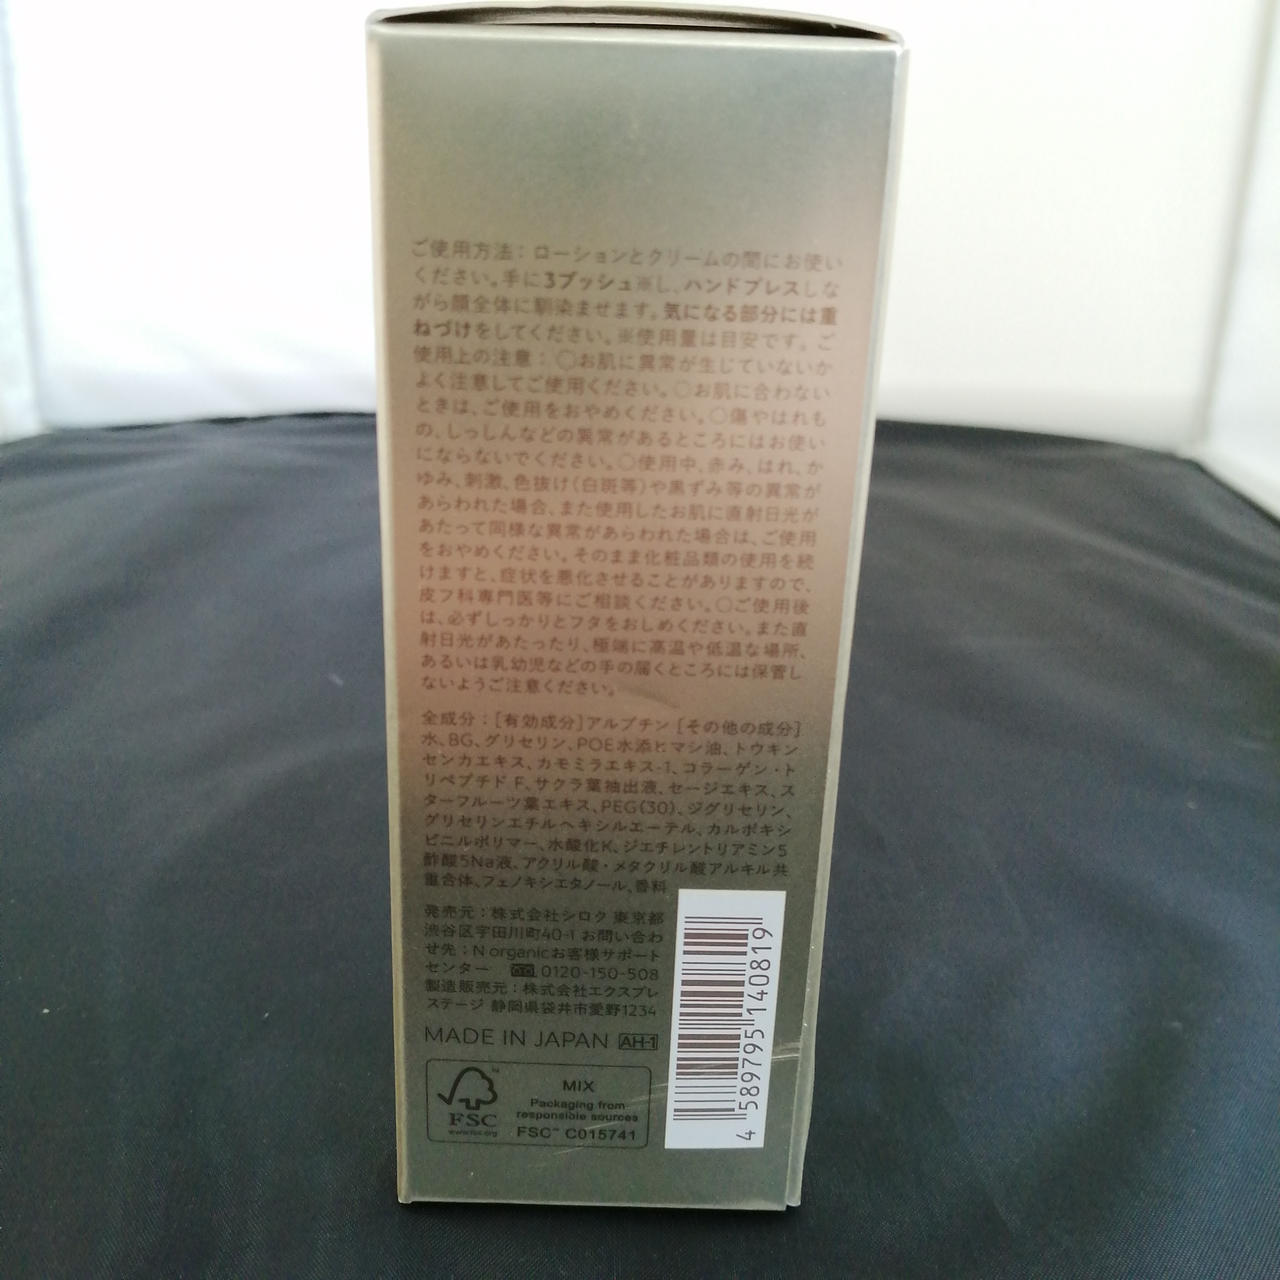 ご使用方法：ローションとクリームの間にお使い
ください。手に3プッシュ※し、ハンドプレスしな
がら顔全体に馴染ませます。気になる部分には重
ねづけをしてください。※使用量は目安です。ご
使用上の注意：○お肌に異常が生じていないか
よく注意してご使用ください。○お肌に合わない
ときは、ご使用をおやめください。○傷やはれも
の、しっしんなどの異常があるところにはお使い
にならないでください。○使用中、赤み、はれ、か
ゆみ、刺激、色抜け(白斑等)や黒ずみ等の異常が
あらわれた場合、また使用したお肌に直射日光が
あたって同様な異常があらわれた場合は、ご使用
をおやめください。そのまま化粧品類の使用を続
けますと、症状を悪化させることがありますので、
皮フ科専門医等にご相談ください。○ご使用後
は、必ずしっかりとフタをおしめください。また直
射日光があたったり、極端に高温や低温な場所、
あるいは乳幼児などの手の届くところには保管し
ないようご注意ください。
全成分：[有効成分]アルブチン [その他の成分]
水、BG、グリセリン、POE水添ヒマシ油、トウキン
センカエキス、カモミラエキス-1、コラーゲン・ト
リペプチド F、サクラ葉抽出液、セージエキス、ス
ターフルーツ葉エキス、PEG(30)、ジグリセリン、
グリセリンエチルヘキシルエーテル、カルボキシ
ビニルポリマー、水酸化K、ジエチレントリアミン5
酢酸5Na液、アクリル酸・メタクリル酸アルキル共
重合体、フェノキシエタノール、香料
発売元：株式会社シロク 東京都
渋谷区宇田川町40-1 お問い合わ
せ先：N organicお客様サポート
センター 0120-150-508
製造販売元：株式会社エクスプレ
ステージ 静岡県袋井市愛野1234
MADE IN JAPAN AH-1
FSC
www.fsc.org
MIX
Packaging from
responsible sources
FSC™ C015741
4 589795 140819